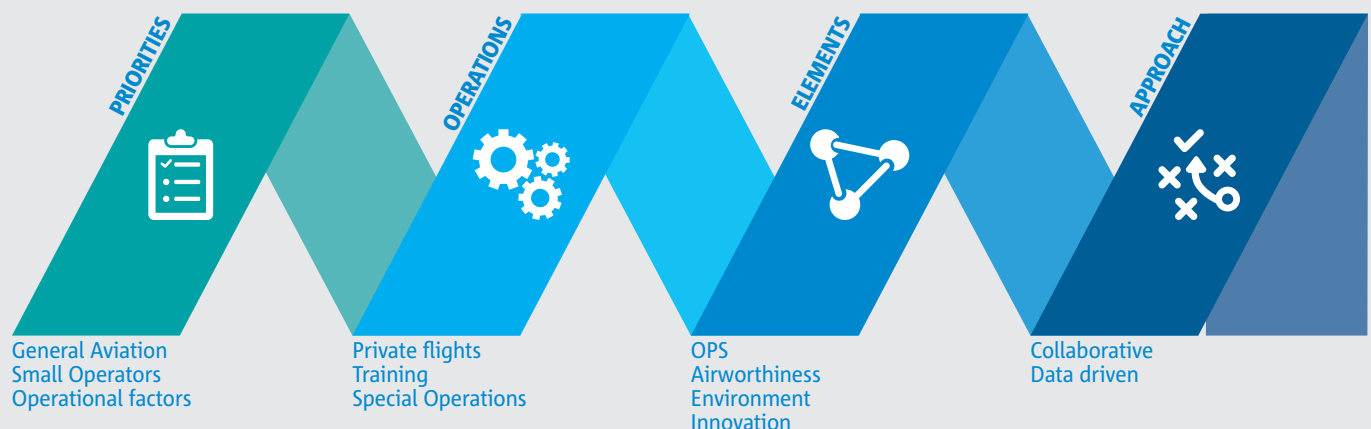 PRIORITIES
General Aviation
Small Operators
Operational factors
OPERATIONS
Private flights
Training
Special Operations
ELEMENTS
OPS
Airworthiness
Environment
Innovation
APPROACH
Collaborative
Data driven